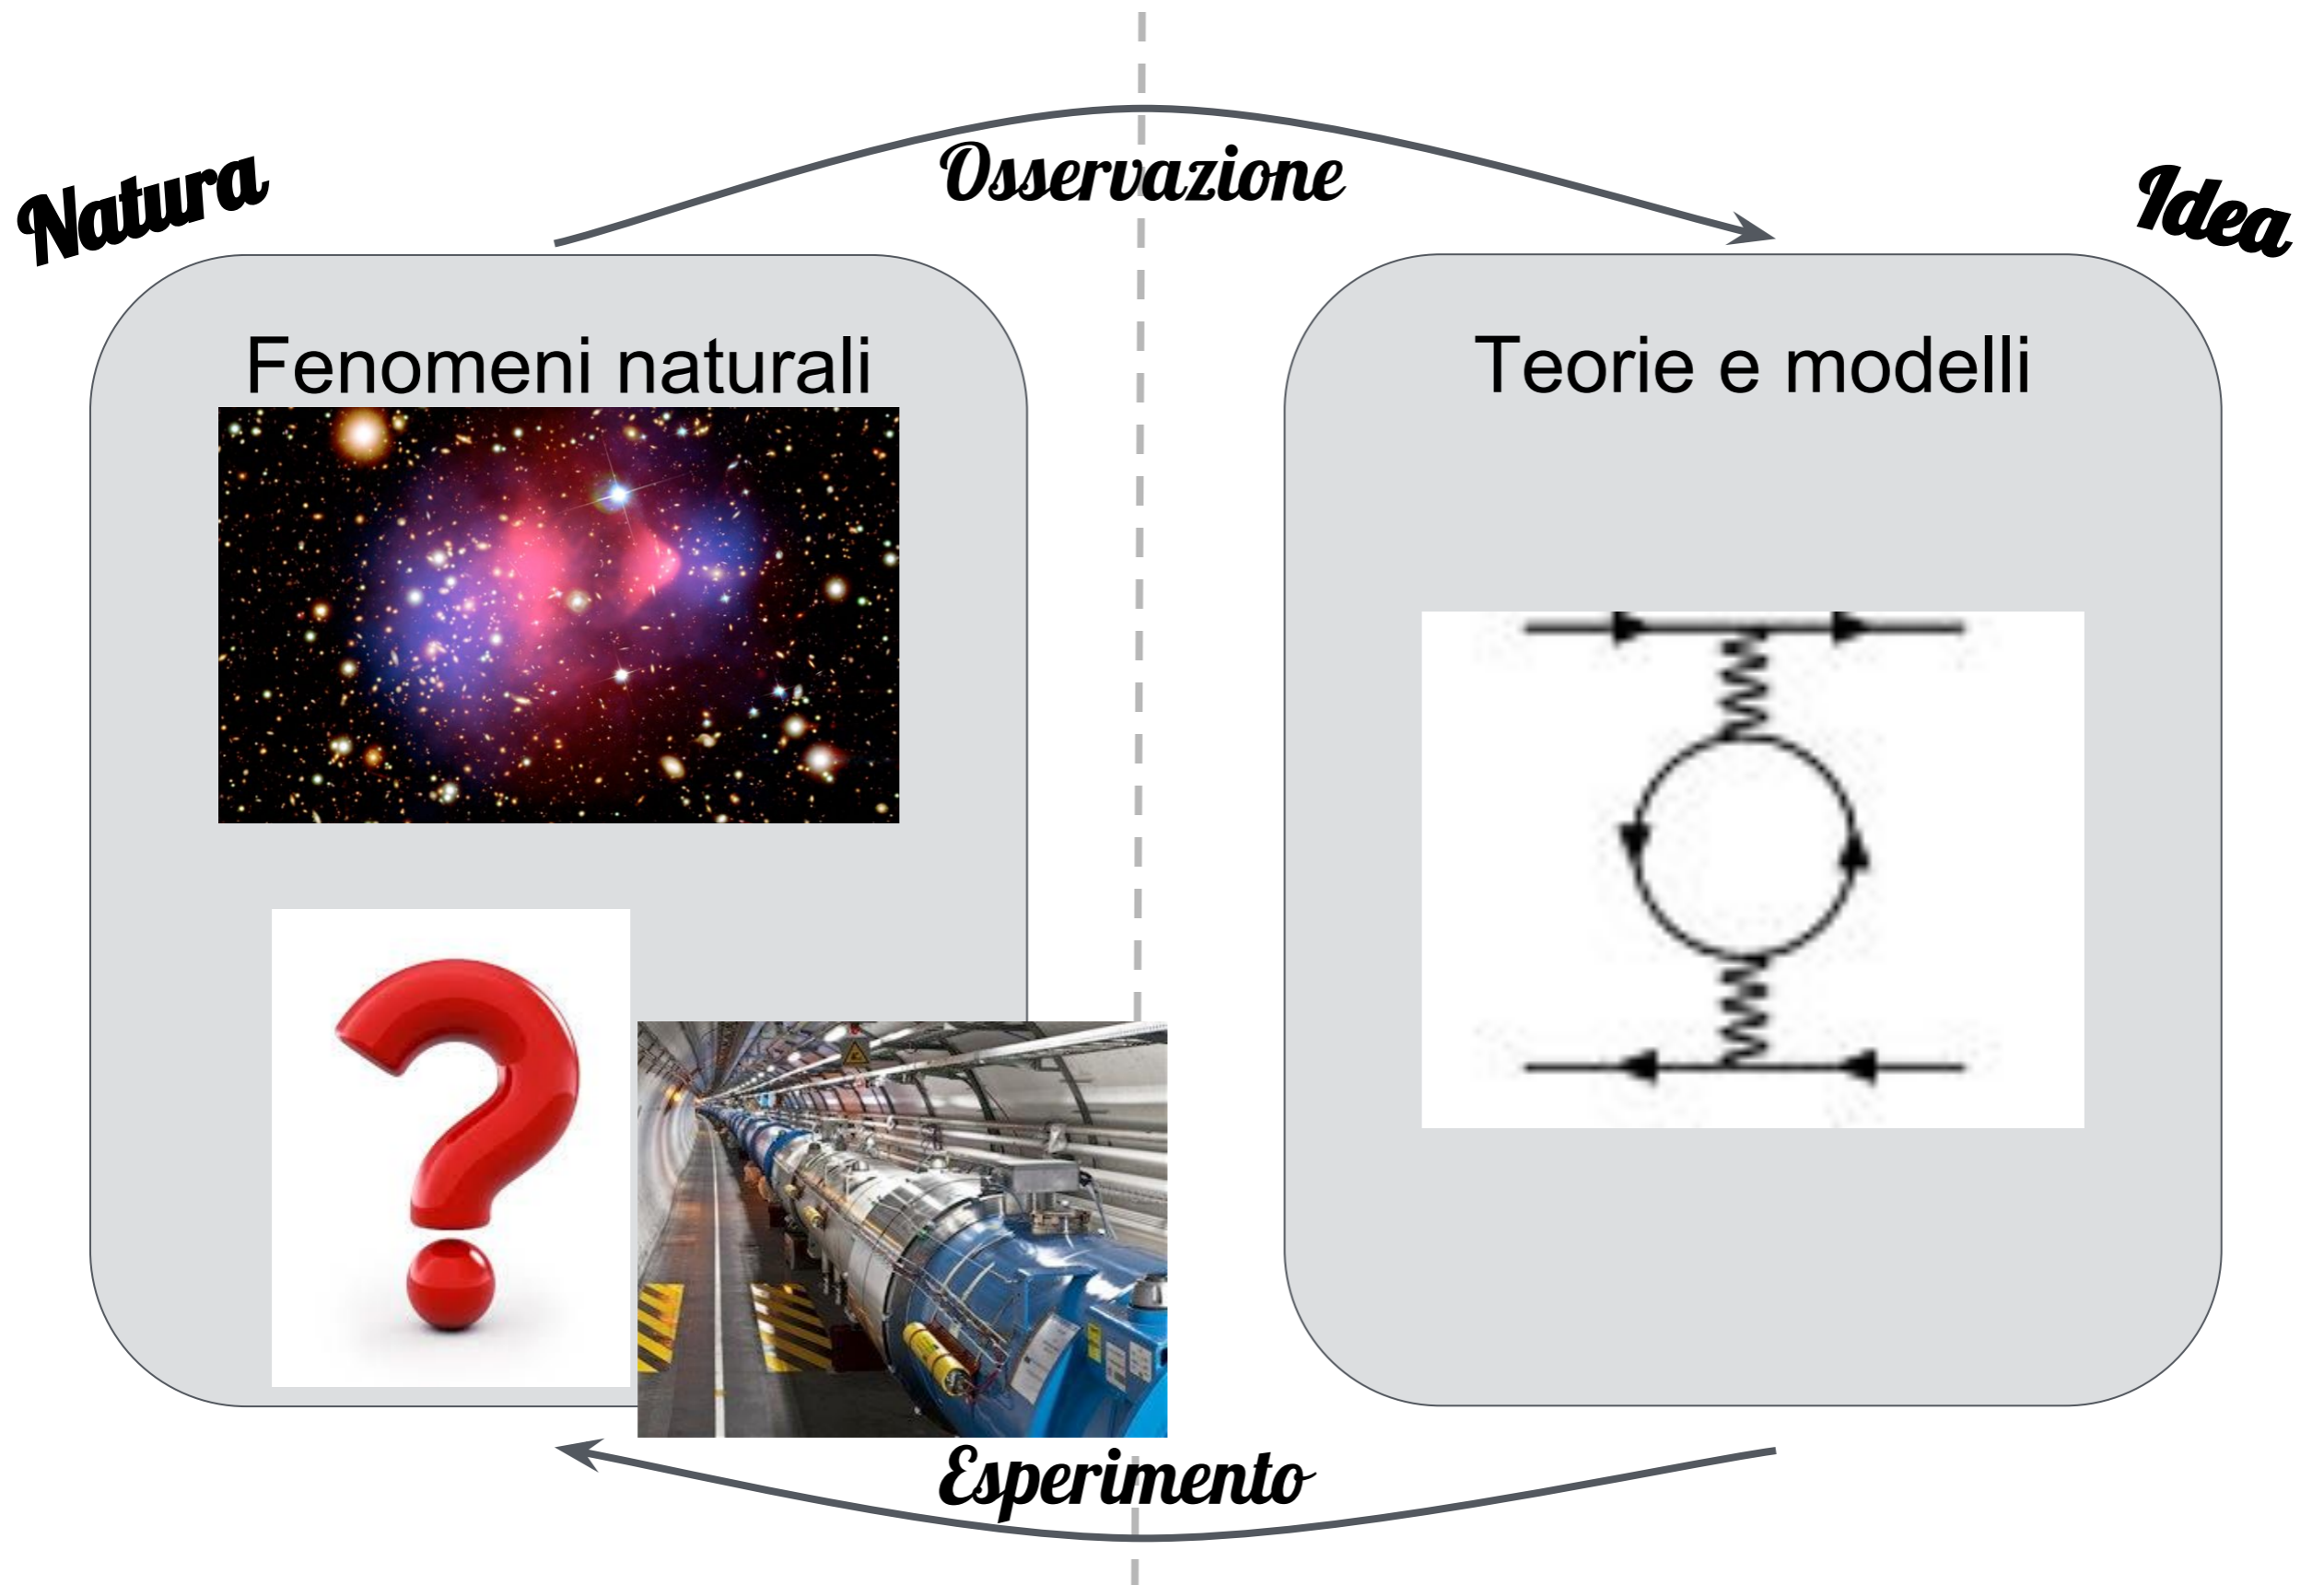 Osservazione
Natura
Idea
Fenomeni naturali
Teorie e modelli
Esperimento